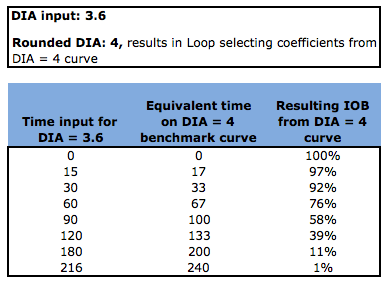 DIA input: 3.6
Rounded DIA: 4, results in Loop selecting coefficients from
DIA = 4 curve
Time input for DIA = 3.6 Equivalent time on DIA = 4 benchmark curve Resulting IOB from DIA = 4 curve
0 0 100%
15 17 97%
30 33 92%
60 67 76%
90 100 58%
120 133 39%
180 200 11%
216 240 1%